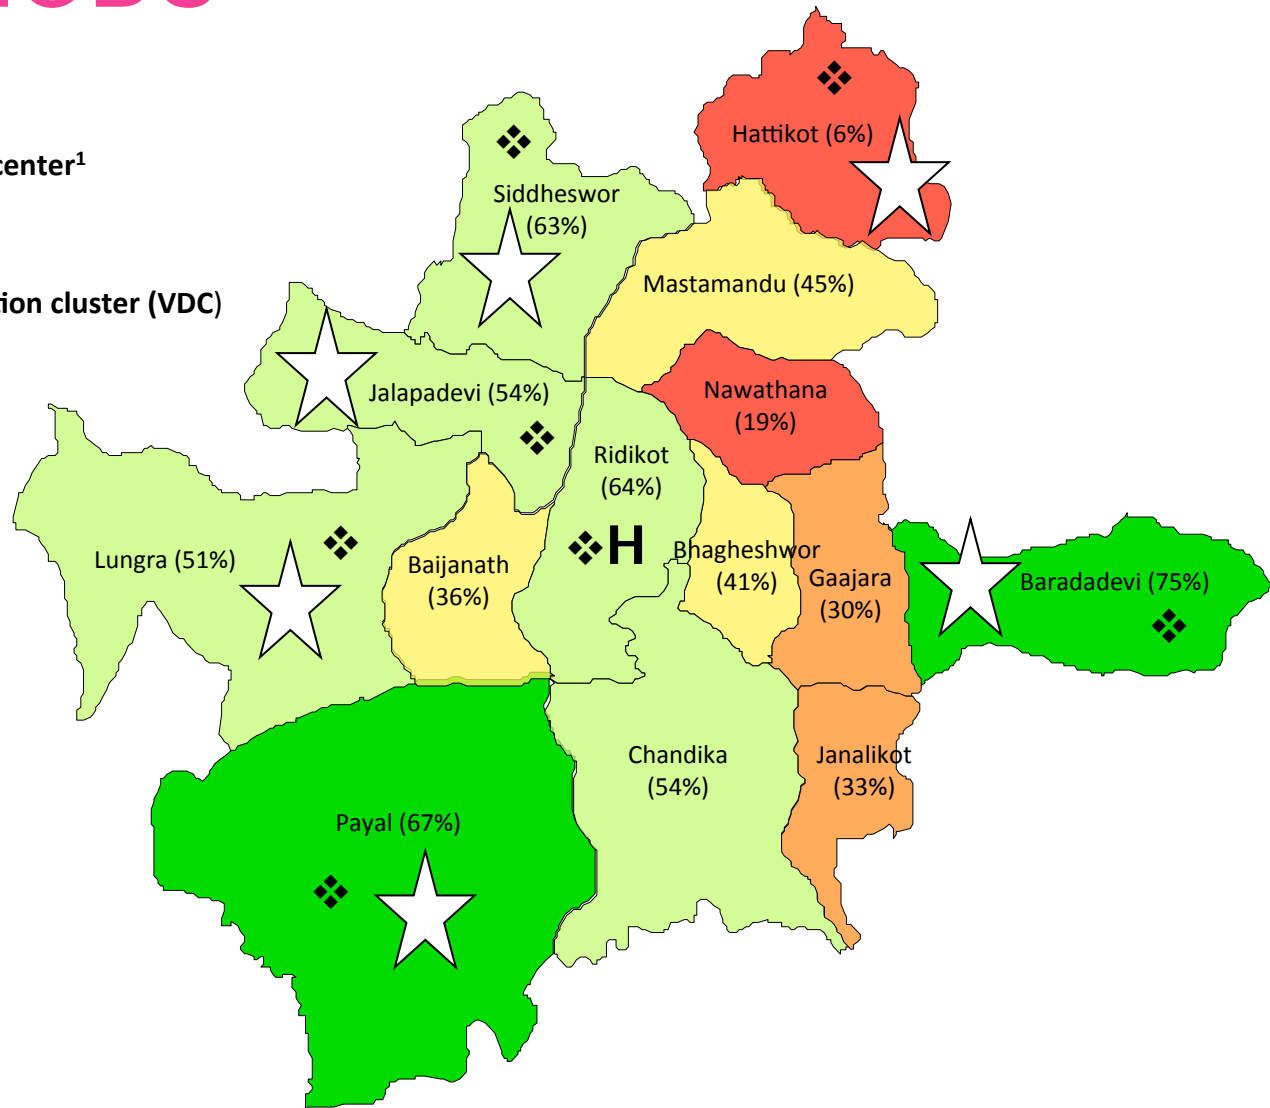 center¹
tion cluster (VDC)
Hattikot (6%)
Siddheswor
(63%)
Mastamandu (45%)
Jalapadevi (54%)
Nawathana
(19%)
Ridikot
(64%)
H
Lungra (51%)
Baijanath
(36%)
Bhagheshwor
(41%)
Gaajara
(30%)
Baradadevi (75%)
Chandika
(54%)
Janalikot
(33%)
Payal (67%)